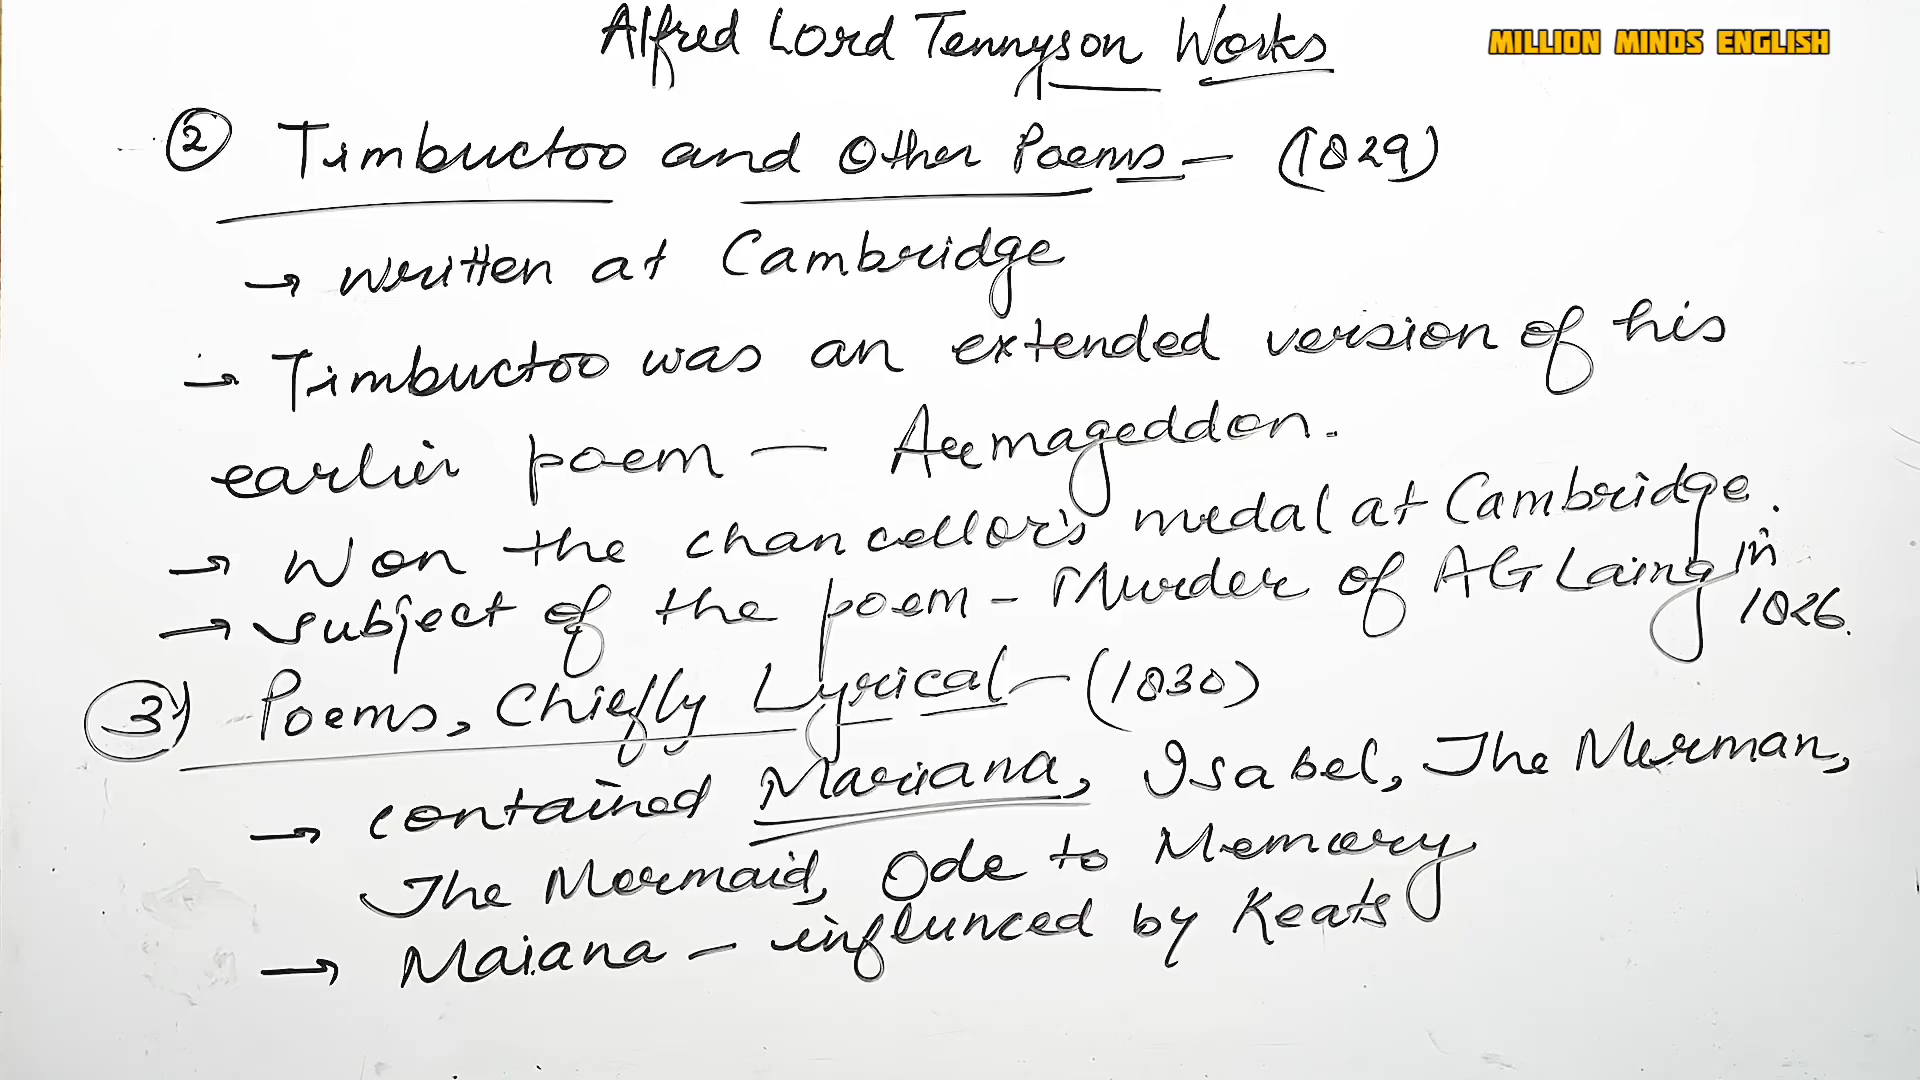 Alfred Lord Tennyson Works
MILLION MINDS ENGLISH
② Timbuctoo and Other Poems – (1829)
→ written at Cambridge
→ Timbuctoo was an extended version of his
earlier poem – Armageddon.
→ Won the chancellor's medal at Cambridge.
→ subject of the poem – Murder of AG Laing in
1826.
3) Poems, Chiefly Lyrical – (1830)
→ contained Mariana, Isabel, The Merman,
The Mermaid, Ode to Memory
→ Maiana – influnced by Keats